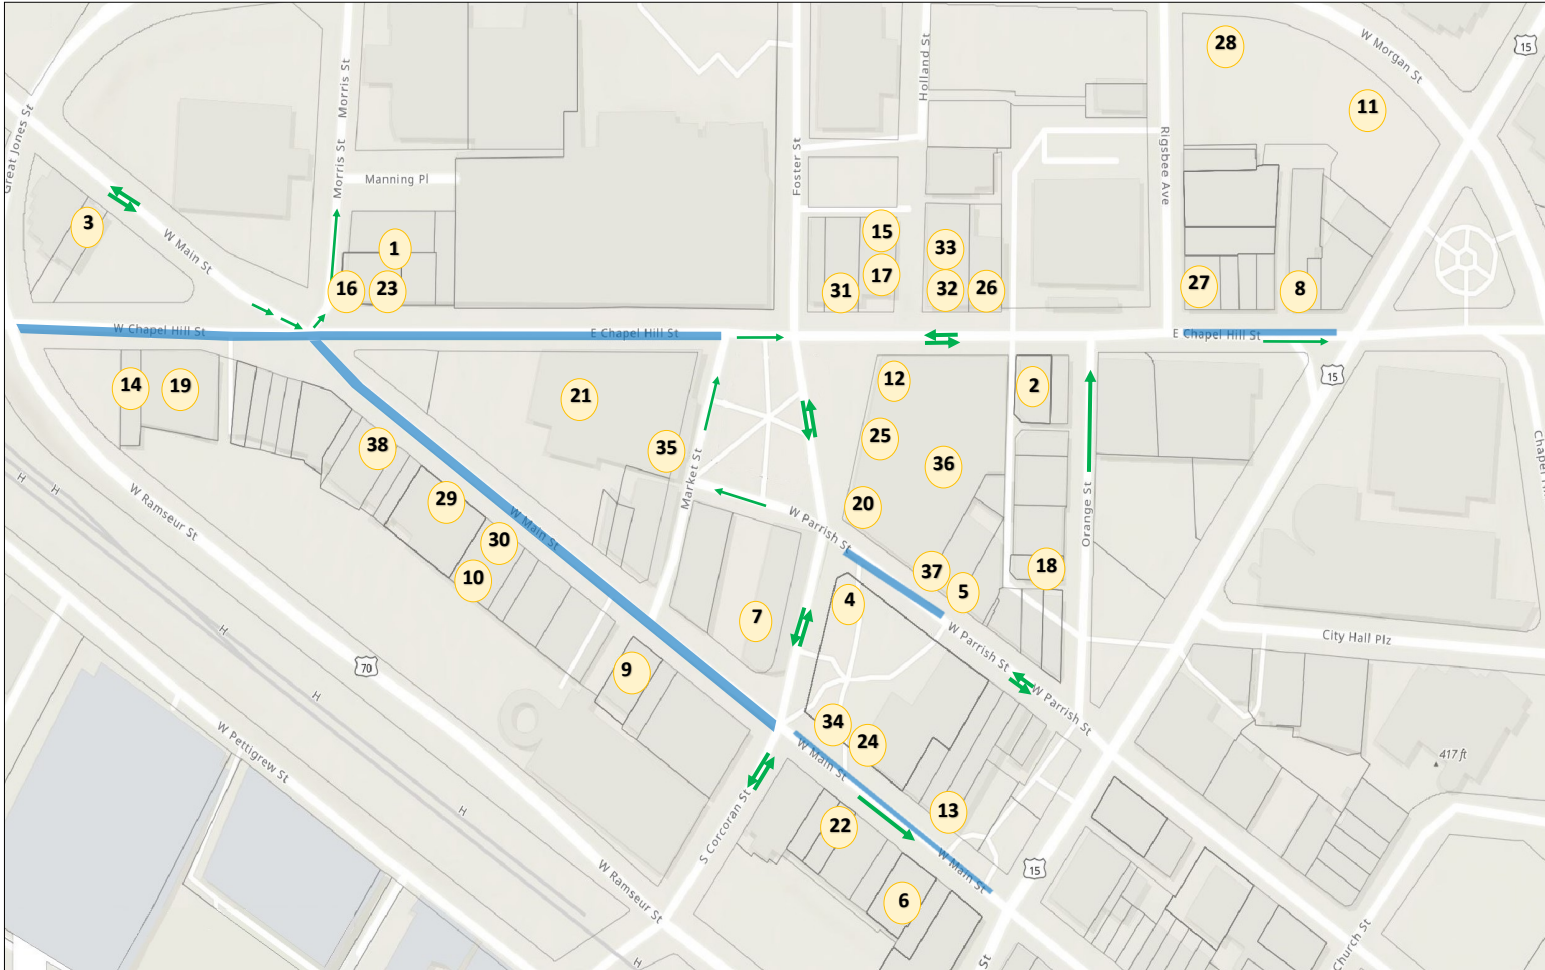 28
W Morgan St
15
11
Great Jones St
Morris St
Morris St
Holland St
Foster St
Rigsbee Ave
Manning Pl
3
W Main St
1
16
23
15
33
17
31
32
26
27
8
W Chapel Hill St
E Chapel Hill St
E Chapel Hill St
15
14
19
21
12
2
38
35
25
36
Market St
29
20
W Ramseur St
H
H
W Main St
30
10
W Parrish St
Orange St
37
5
18
4
7
W Parrish St
City Hall Plz
H
70
9
H
W Parrish St
34
24
W Main St
W Pettigrew St
417 ft
H
S Corcoran St
22
13
W Main St
15
W Ramseur St
6
Church St
St
H